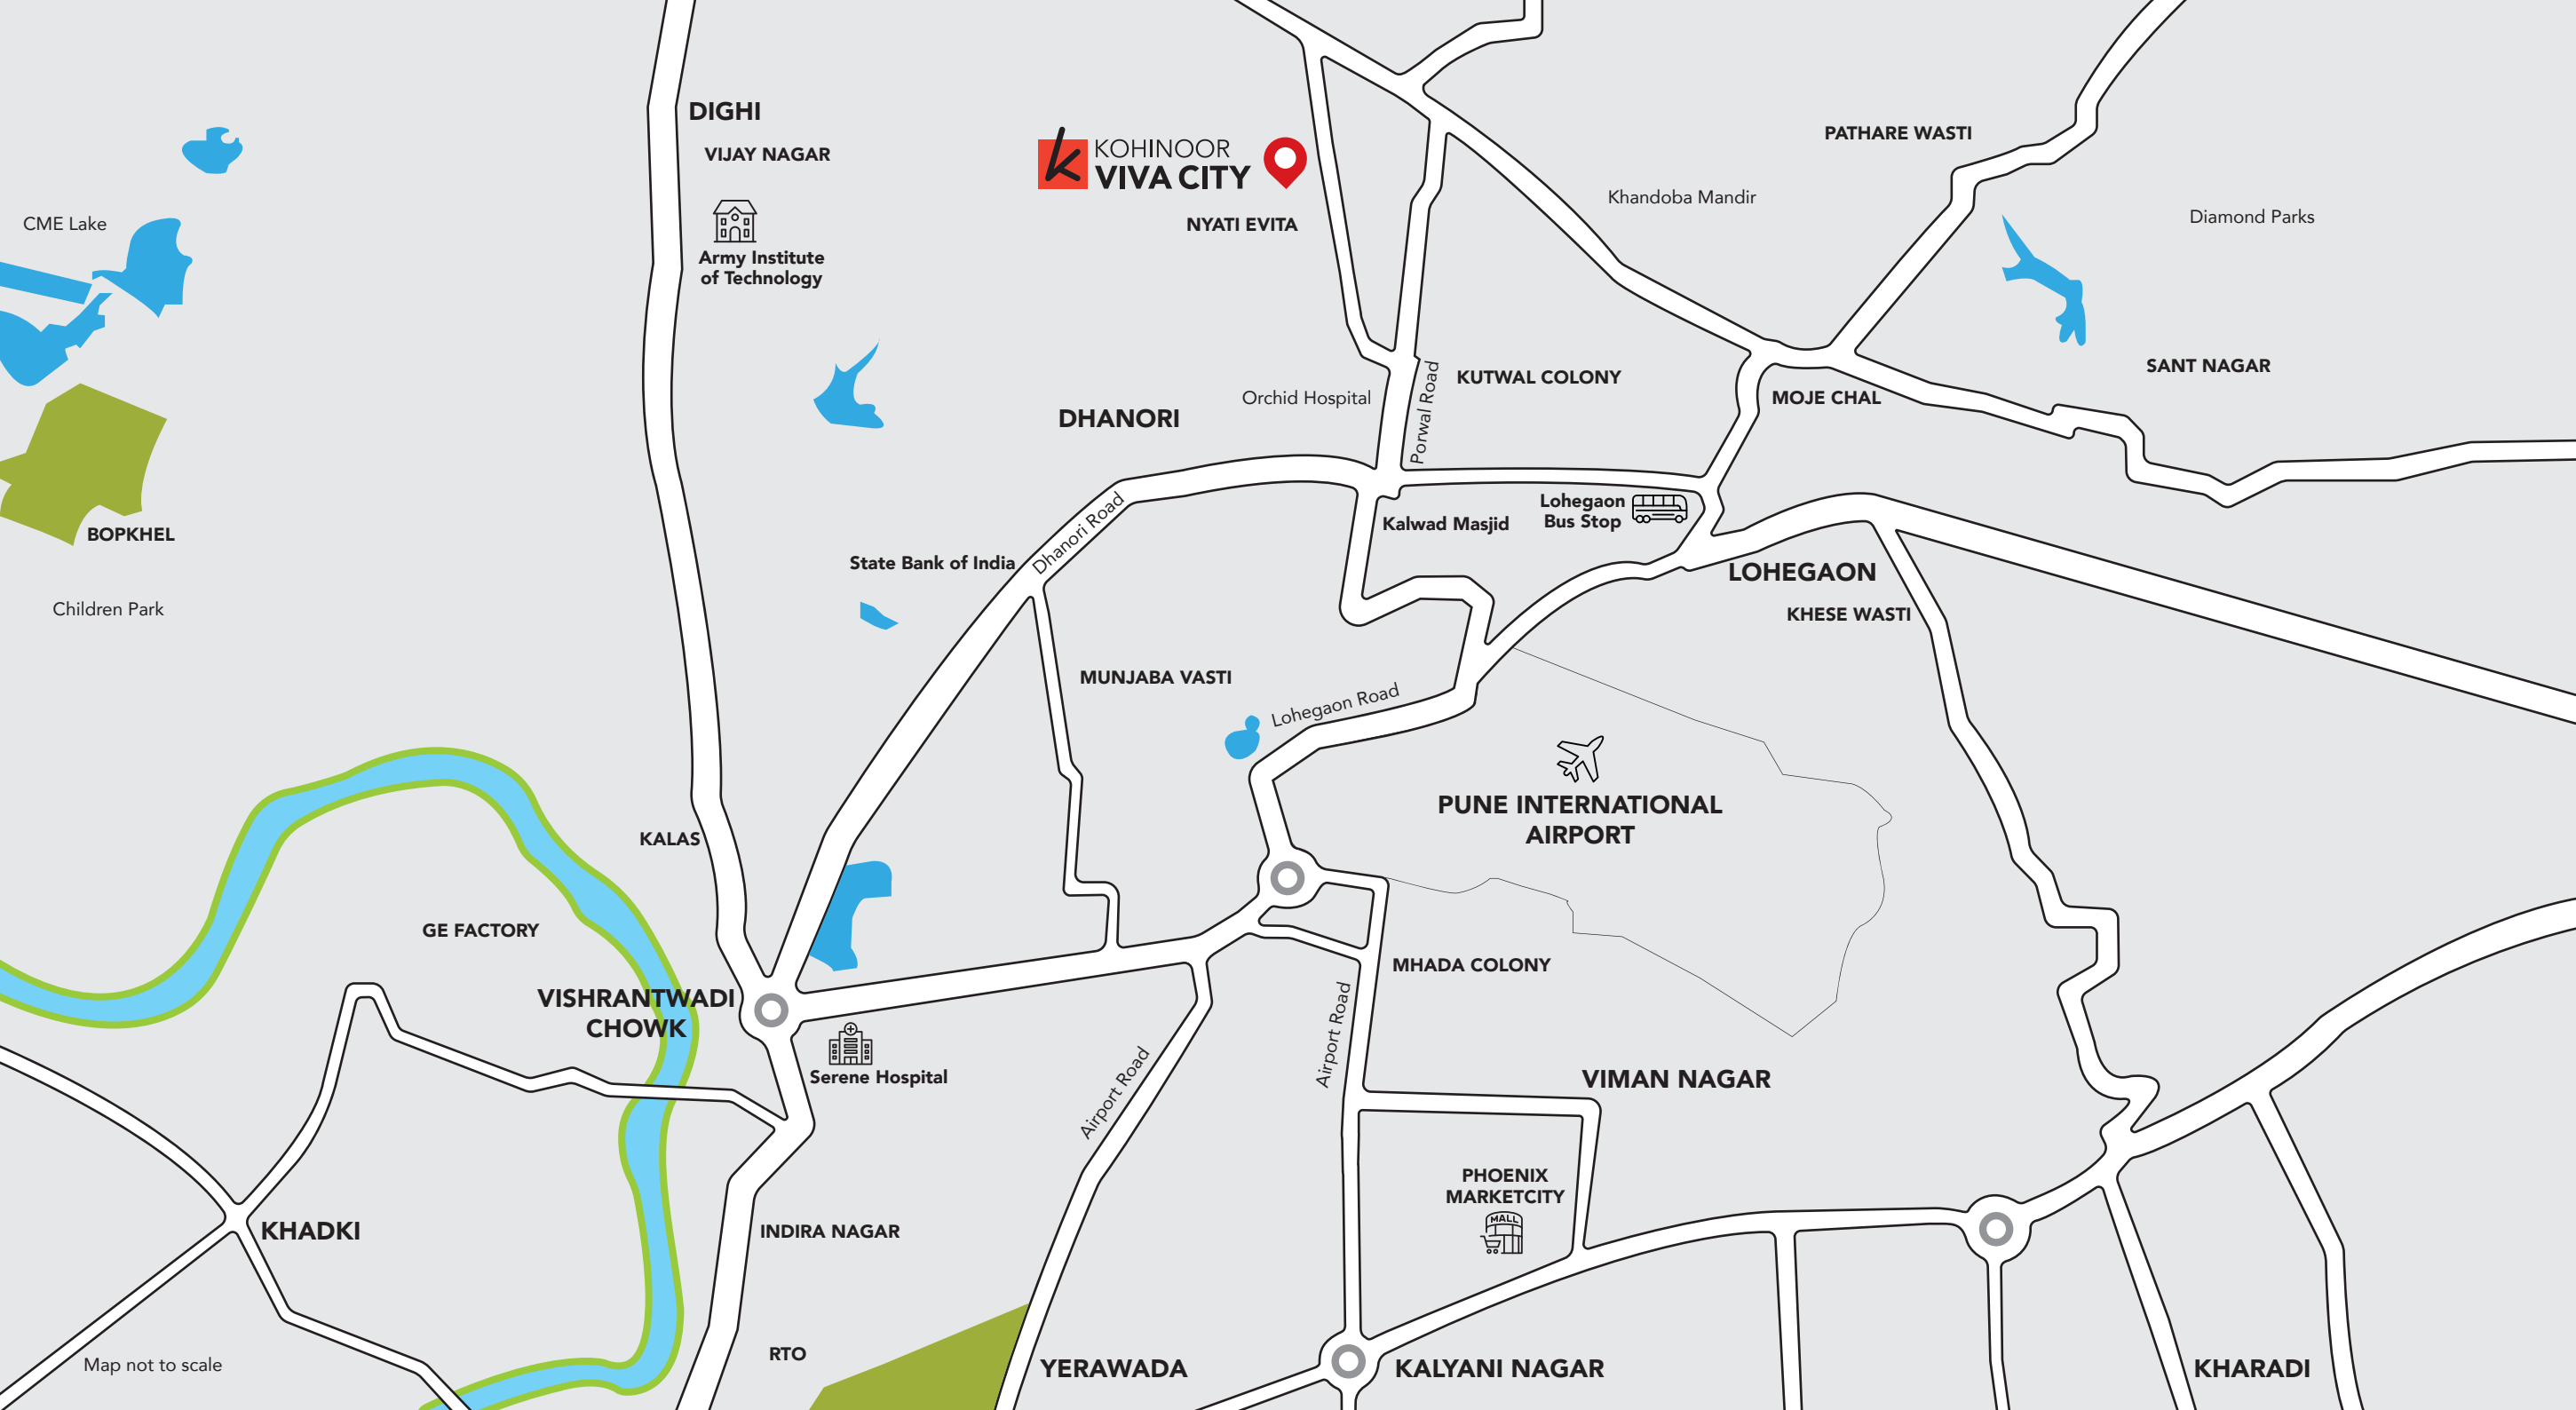 DIGHI
VIJAY NAGAR
Army Institute
of Technology
KOHINOOR
VIVA CITY
NYATI EVITA
PATHARE WASTI
Khandoba Mandir
Diamond Parks
CME Lake
SANT NAGAR
KUTWAL COLONY
MOJE CHAL
Orchid Hospital
Porwal Road
DHANORI
Dhanori Road
Kalwad Masjid
Lohegaon
Bus Stop
BOPKHEL
State Bank of India
LOHEGAON
KHESE WASTI
Children Park
MUNJABA VASTI
Lohegaon Road
PUNE INTERNATIONAL
AIRPORT
KALAS
GE FACTORY
MHADA COLONY
VISHRANTWADI
CHOWK
Serene Hospital
Airport Road
Airport Road
VIMAN NAGAR
PHOENIX
MARKETCITY
MALL
KHADKI
INDIRA NAGAR
RTO
Map not to scale
YERAWADA
KALYANI NAGAR
KHARADI